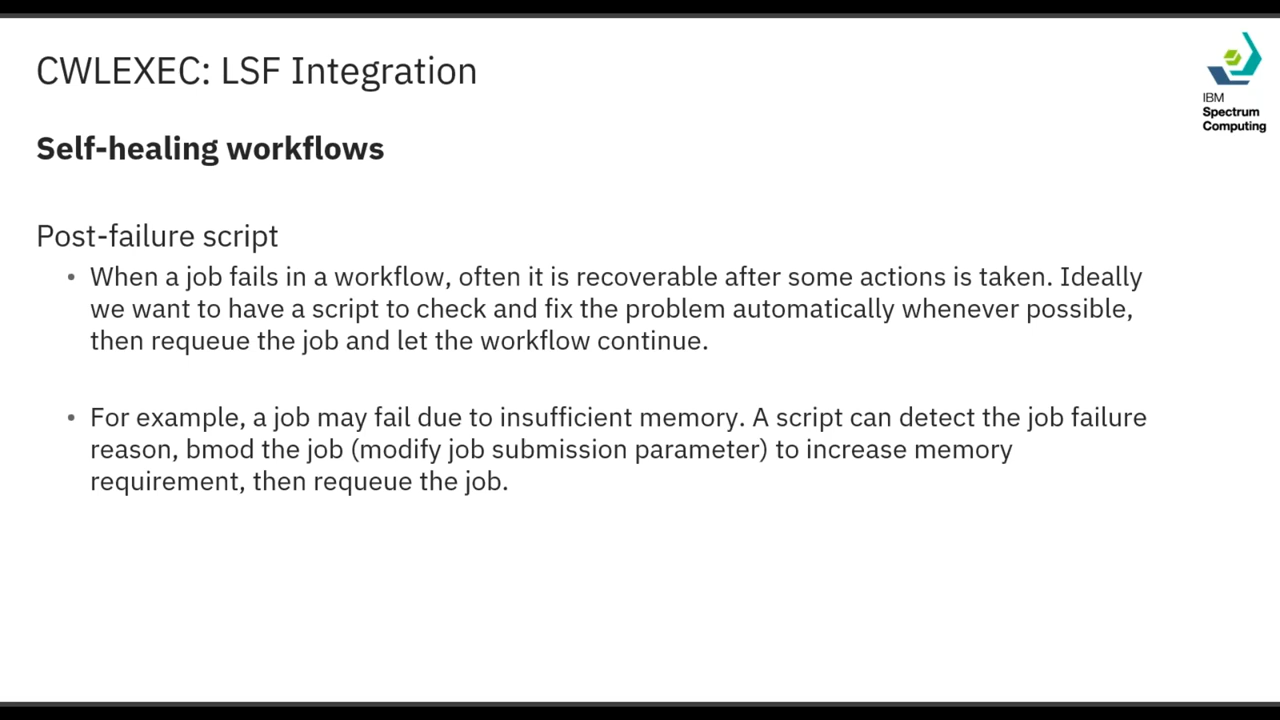 CWLEXEC: LSF Integration
IBM
Spectrum
Computing
Self-healing workflows
Post-failure script
• When a job fails in a workflow, often it is recoverable after some actions is taken. Ideally
we want to have a script to check and fix the problem automatically whenever possible,
then requeue the job and let the workflow continue.
• For example, a job may fail due to insufficient memory. A script can detect the job failure
reason, bmod the job (modify job submission parameter) to increase memory
requirement, then requeue the job.